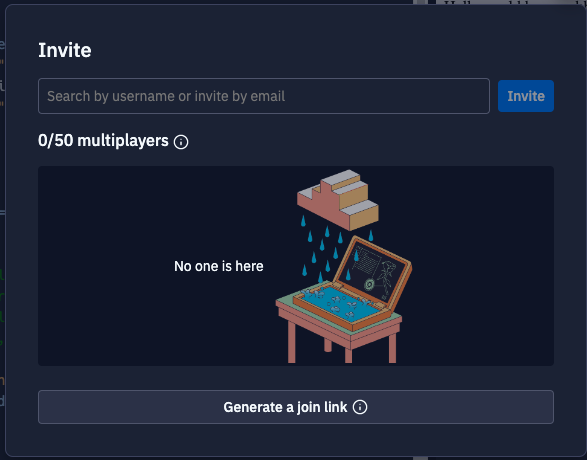 Invite
Search by username or invite by email
Invite
0/50 multiplayers
No one is here
Generate a join link